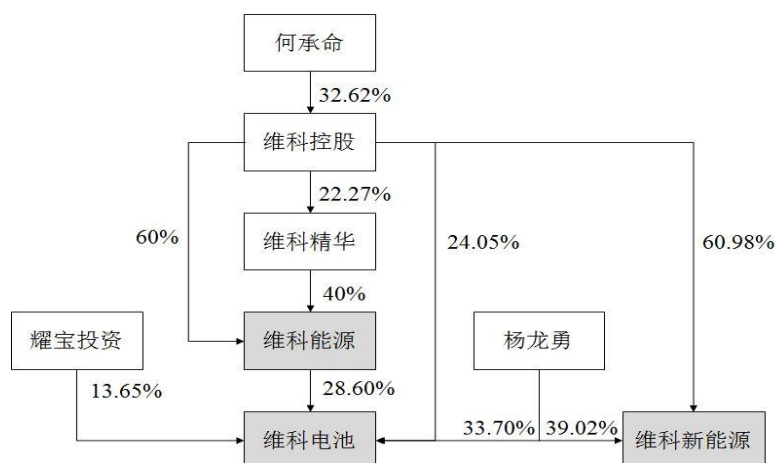 何承命
32.62%
维科控股
22.27%
60%
维科精华
24.05%
60.98%
40%
耀宝投资
维科能源
杨龙勇
13.65%
28.60%
33.70%
39.02%
维科电池
维科新能源